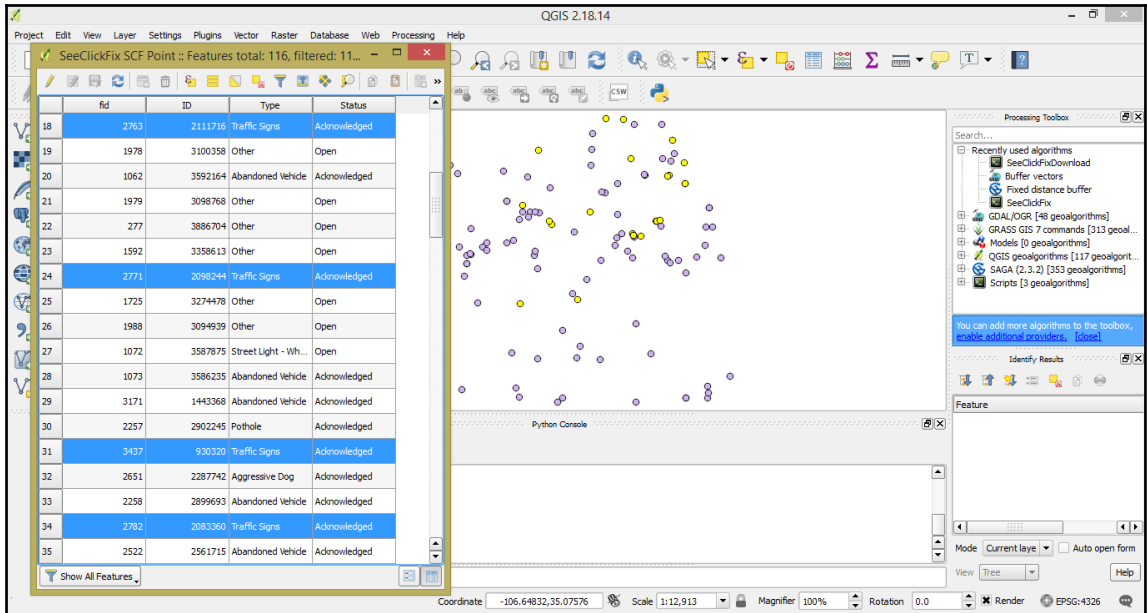 QGIS 2.18.14
Project Edit View Layer Settings Plugins Vector Raster Database Web Processing Help
SeeClickFix SCF Point :: Features total: 116, filtered: 11...
fid ID Type Status
18 2763 2111716 Traffic Signs Acknowledged
19 1978 3100358 Other Open
20 1062 3592164 Abandoned Vehicle Acknowledged
21 1979 3098768 Other Open
22 277 3886704 Other Open
23 1592 3358613 Other Open
24 2771 2098244 Traffic Signs Acknowledged
25 1725 3274478 Other Open
26 1988 3094939 Other Open
27 1072 3587875 Street Light - Wh... Open
28 1073 3586235 Abandoned Vehicle Acknowledged
29 3171 1443368 Abandoned Vehicle Acknowledged
30 2257 2902245 Pothole Acknowledged
31 3437 930320 Traffic Signs Acknowledged
32 2651 2287742 Aggressive Dog Acknowledged
33 2258 2899693 Abandoned Vehicle Acknowledged
34 2782 2083360 Traffic Signs Acknowledged
35 2522 2561715 Abandoned Vehicle Acknowledged
Show All Features
abc abc abc abc csw
Python Console
Processing Toolbox
Search...
Recently used algorithms
SeeClickFixDownload
Buffer vectors
Fixed distance buffer
SeeClickFix
GDAL/OGR [48 geoalgorithms]
GRASS GIS 7 commands [313 geoal...
Models [0 geoalgorithms]
QGIS geoalgorithms [117 geoalgorit...
SAGA (2.3.2) [353 geoalgorithms]
Scripts [3 geoalgorithms]
You can add more algorithms to the toolbox,
enable additional providers. [close]
Identify Results
Feature
Mode Current laye Auto open form
View Tree Help
Coordinate -106.64832,35.07576 Scale 1:12,913 Magnifier 100% Rotation 0.0 Render EPSG:4326